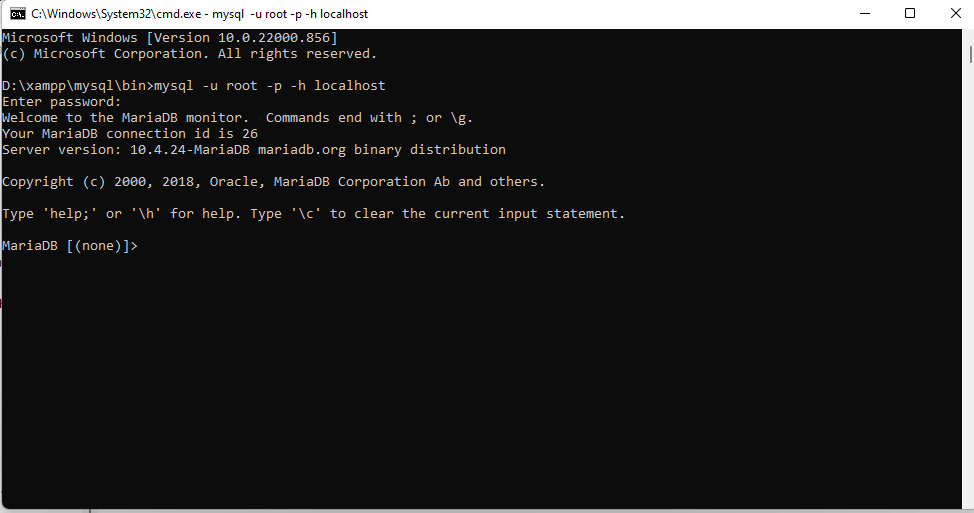 C:\Windows\System32\cmd.exe - mysql -u root -p -h localhost
Microsoft Windows [Version 10.0.22000.856]
(c) Microsoft Corporation. All rights reserved.
D:\xampp\mysql\bin>mysql -u root -p -h localhost
Enter password:
Welcome to the MariaDB monitor.  Commands end with ; or \g.
Your MariaDB connection id is 26
Server version: 10.4.24-MariaDB mariadb.org binary distribution
Copyright (c) 2000, 2018, Oracle, MariaDB Corporation Ab and others.
Type 'help;' or '\h' for help. Type '\c' to clear the current input statement.
MariaDB [(none)]>